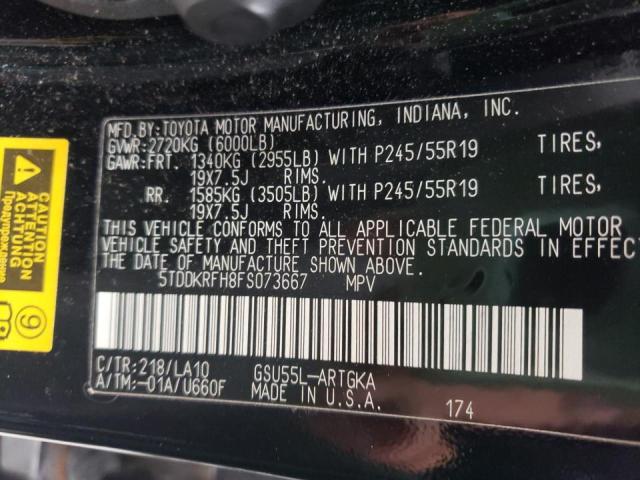 MFD.BY:TOYOTA MOTOR MANUFACTURING, INDIANA, INC.
GVWR:2720KG (6000LB)
GAWR:FRT. 1340KG (2955LB) WITH P245/55R19 TIRES,
19X7.5J RIMS.
RR. 1585KG (3505LB) WITH P245/55R19 TIRES,
19X7.5J RIMS.
THIS VEHICLE CONFORMS TO ALL APPLICABLE FEDERAL MOTOR
VEHICLE SAFETY AND THEFT PREVENTION STANDARDS IN EFFECT
THE DATE OF MANUFACTURE SHOWN ABOVE.
5TDDKRFH8FS073667 MPV
C/TR:218/LA10 GSU55L-ARTGKA
A/TM:-01A/U660F MADE IN U.S.A.
174
CAUTION
ATTENTION
ACHTUNG
Предупреждение
9